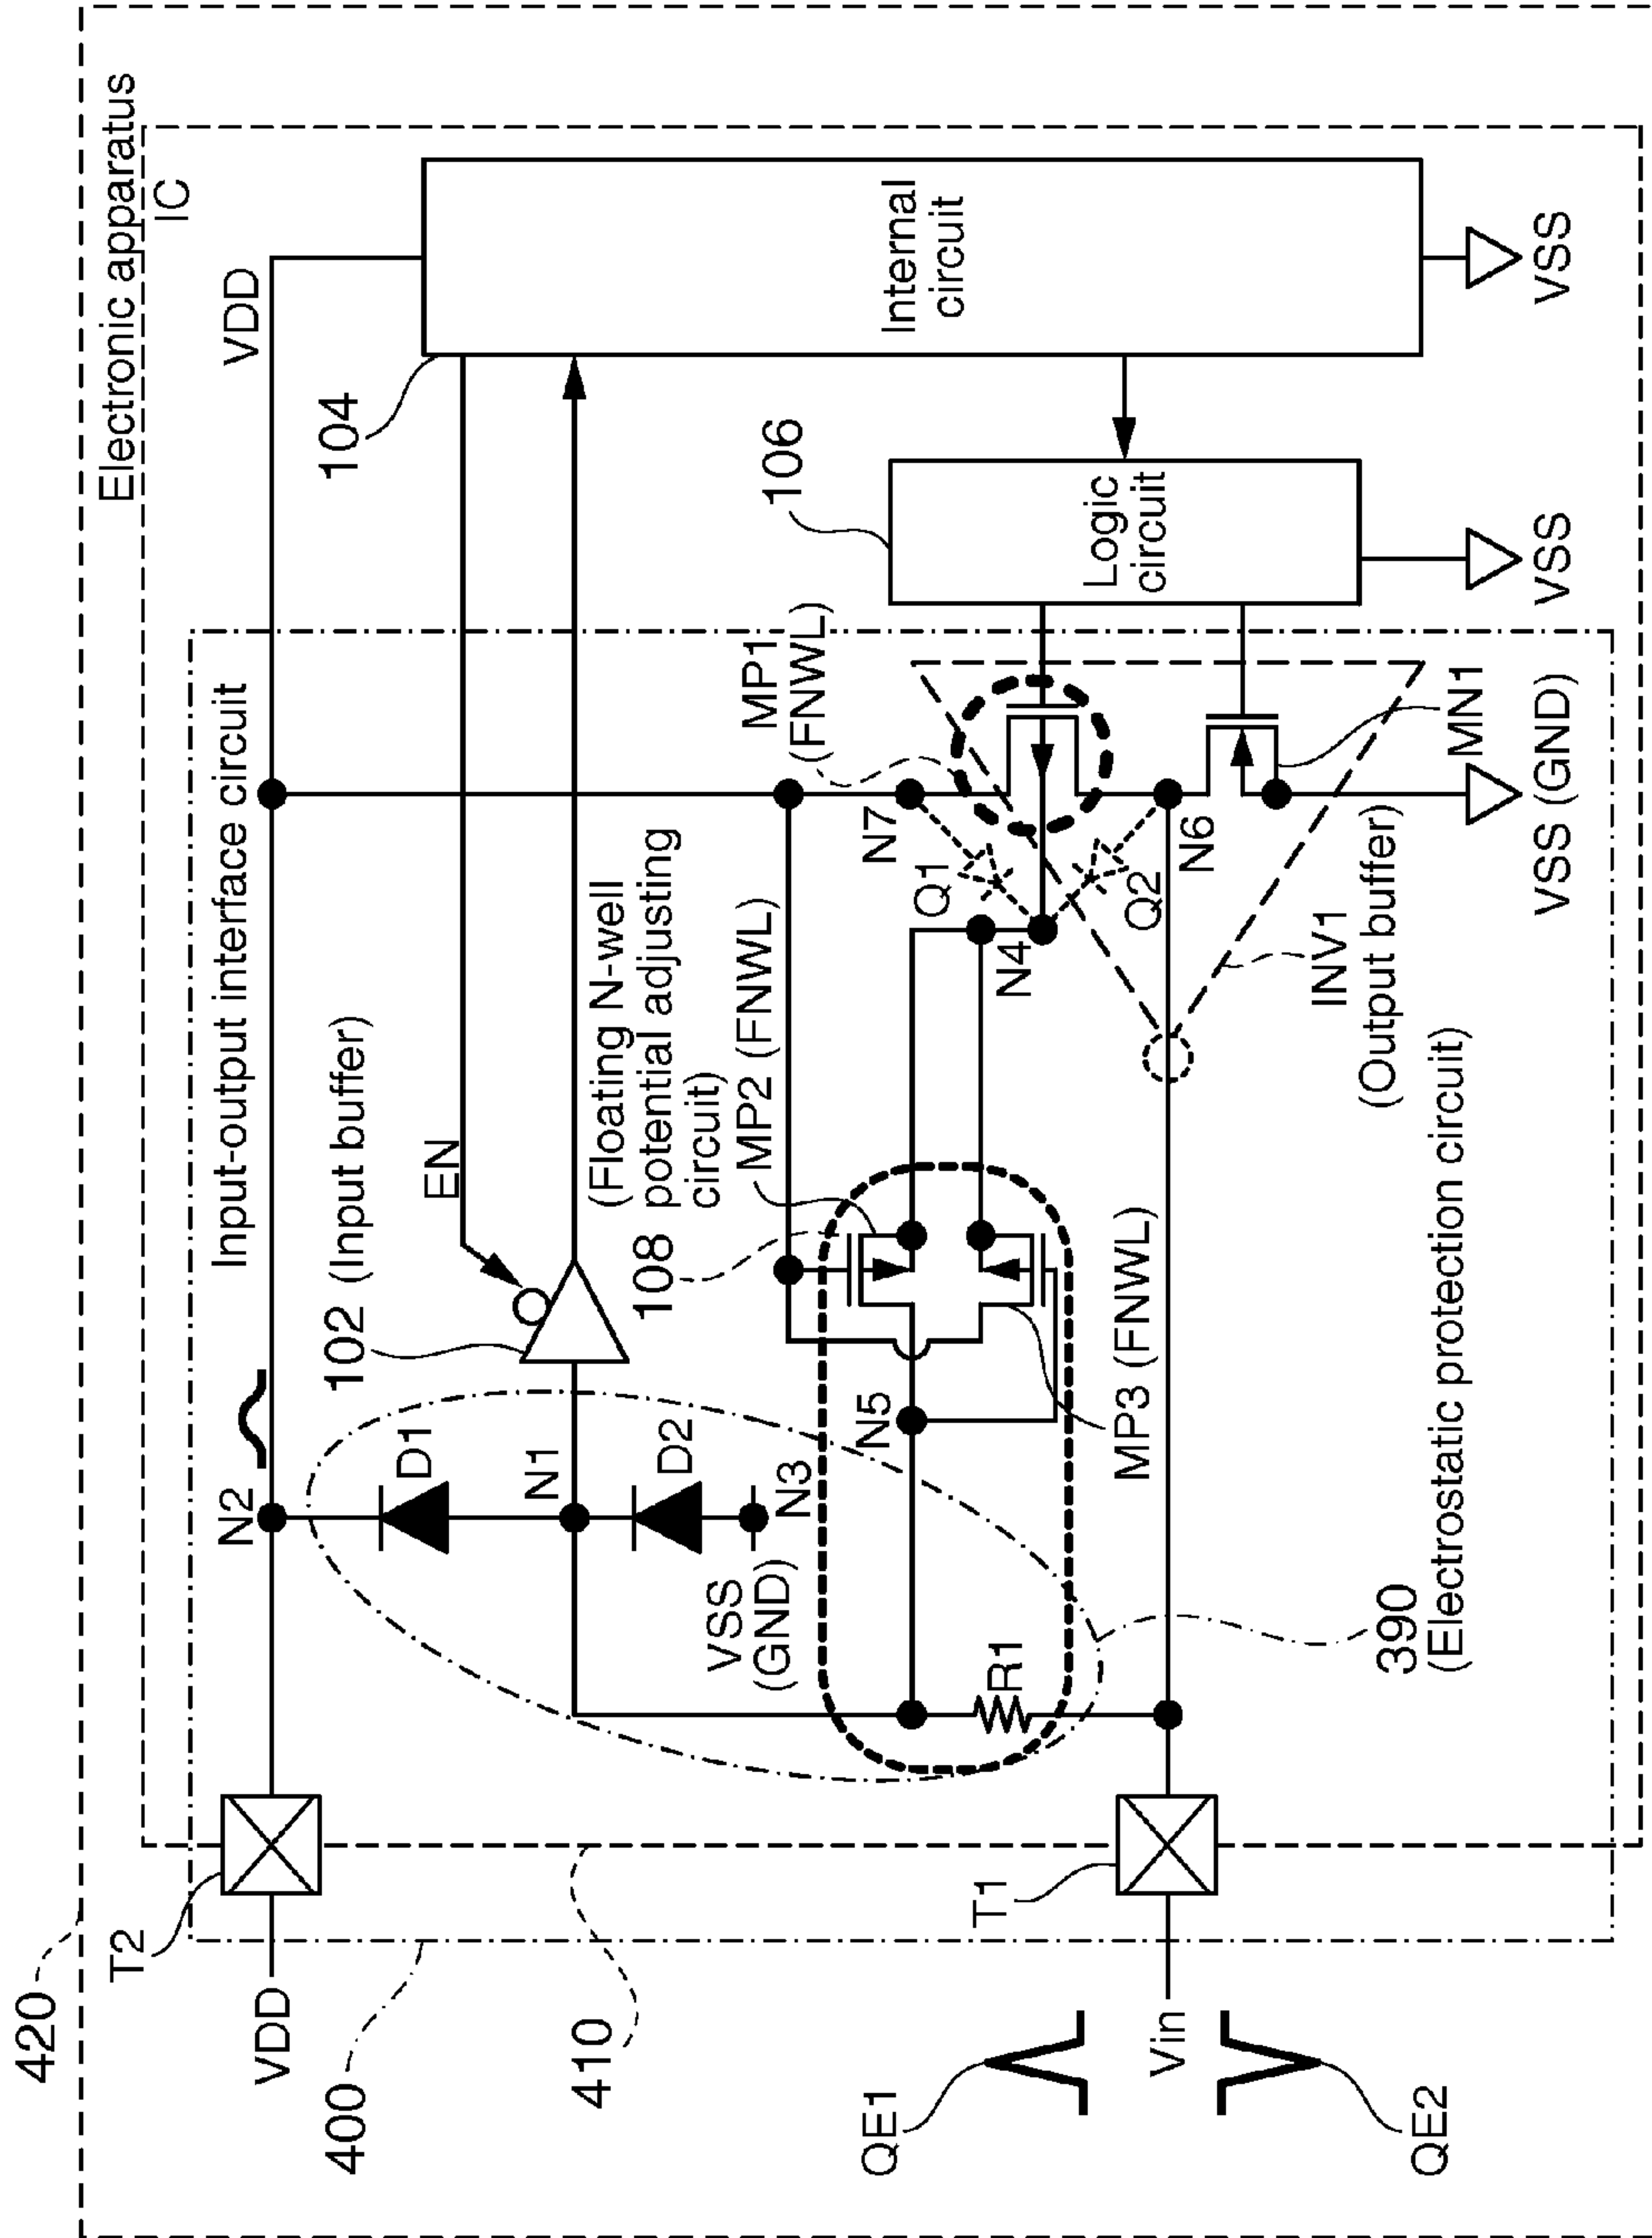 Electronic apparatus
IC
420
T2
VDD
400
410
T1
Vin
QE1
QE2
Input-output interface circuit
VDD
N2
102 (Input buffer)
EN
D1
N1
D2
N3
VSS
(GND)
104
Internal
circuit
VSS
106
Logic
circuit
VSS
(Floating N-well
potential adjusting
circuit)
108
MP2 (FNWL)
MP1
(FNWL)
N7
Q1
N4
Q2
N6
MN1
VSS (GND)
INV1
(Output buffer)
N5
MP3 (FNWL)
R1
390
(Electrostatic protection circuit)